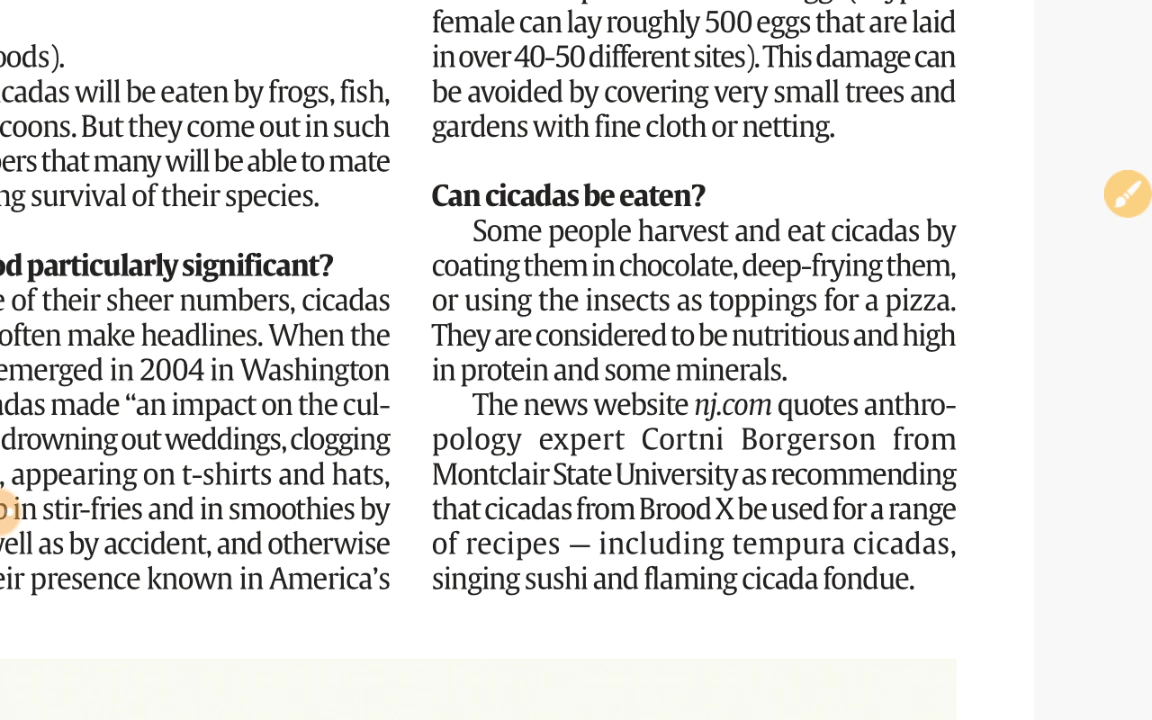 oods).
cadas will be eaten by frogs, fish,
coons. But they come out in such
ers that many will be able to mate
ng survival of their species.
od particularly significant?
e of their sheer numbers, cicadas
often make headlines. When the
emerged in 2004 in Washington
adas made “an impact on the cul-
drowning out weddings, clogging
, appearing on t-shirts and hats,
in stir-fries and in smoothies by
well as by accident, and otherwise
eir presence known in America’s
female can lay roughly 500 eggs that are laid
in over 40-50 different sites). This damage can
be avoided by covering very small trees and
gardens with fine cloth or netting.
Can cicadas be eaten?
Some people harvest and eat cicadas by
coating them in chocolate, deep-frying them,
or using the insects as toppings for a pizza.
They are considered to be nutritious and high
in protein and some minerals.
The news website nj.com quotes anthro-
pology expert Cortni Borgerson from
Montclair State University as recommending
that cicadas from Brood X be used for a range
of recipes — including tempura cicadas,
singing sushi and flaming cicada fondue.